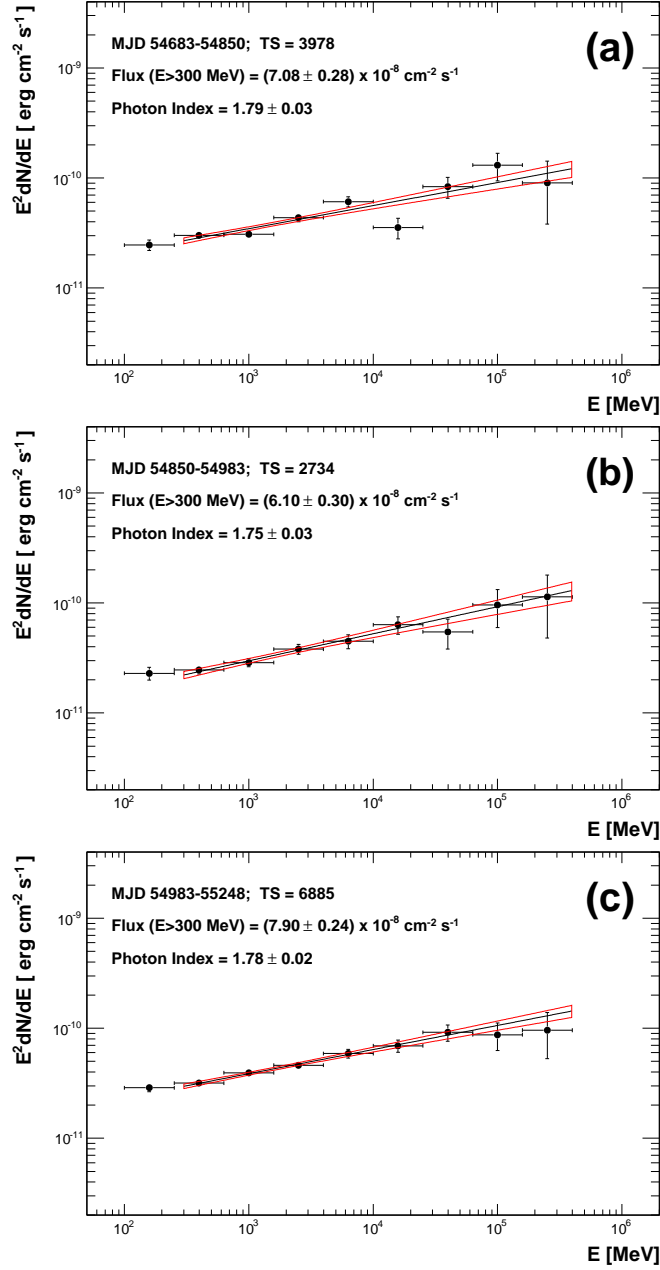 (a)
MJD 54683-54850; TS = 3978
Flux (E>300 MeV) = (7.08 ± 0.28) x 10⁻⁸ cm⁻² s⁻¹
Photon Index = 1.79 ± 0.03
E²dN/dE [ erg cm⁻² s⁻¹ ]
10⁻⁹
10⁻¹⁰
10⁻¹¹
10² 10³ 10⁴ 10⁵ 10⁶
E [MeV]
(b)
MJD 54850-54983; TS = 2734
Flux (E>300 MeV) = (6.10 ± 0.30) x 10⁻⁸ cm⁻² s⁻¹
Photon Index = 1.75 ± 0.03
E²dN/dE [ erg cm⁻² s⁻¹ ]
10⁻⁹
10⁻¹⁰
10⁻¹¹
10² 10³ 10⁴ 10⁵ 10⁶
E [MeV]
(c)
MJD 54983-55248; TS = 6885
Flux (E>300 MeV) = (7.90 ± 0.24) x 10⁻⁸ cm⁻² s⁻¹
Photon Index = 1.78 ± 0.02
E²dN/dE [ erg cm⁻² s⁻¹ ]
10⁻⁹
10⁻¹⁰
10⁻¹¹
10² 10³ 10⁴ 10⁵ 10⁶
E [MeV]